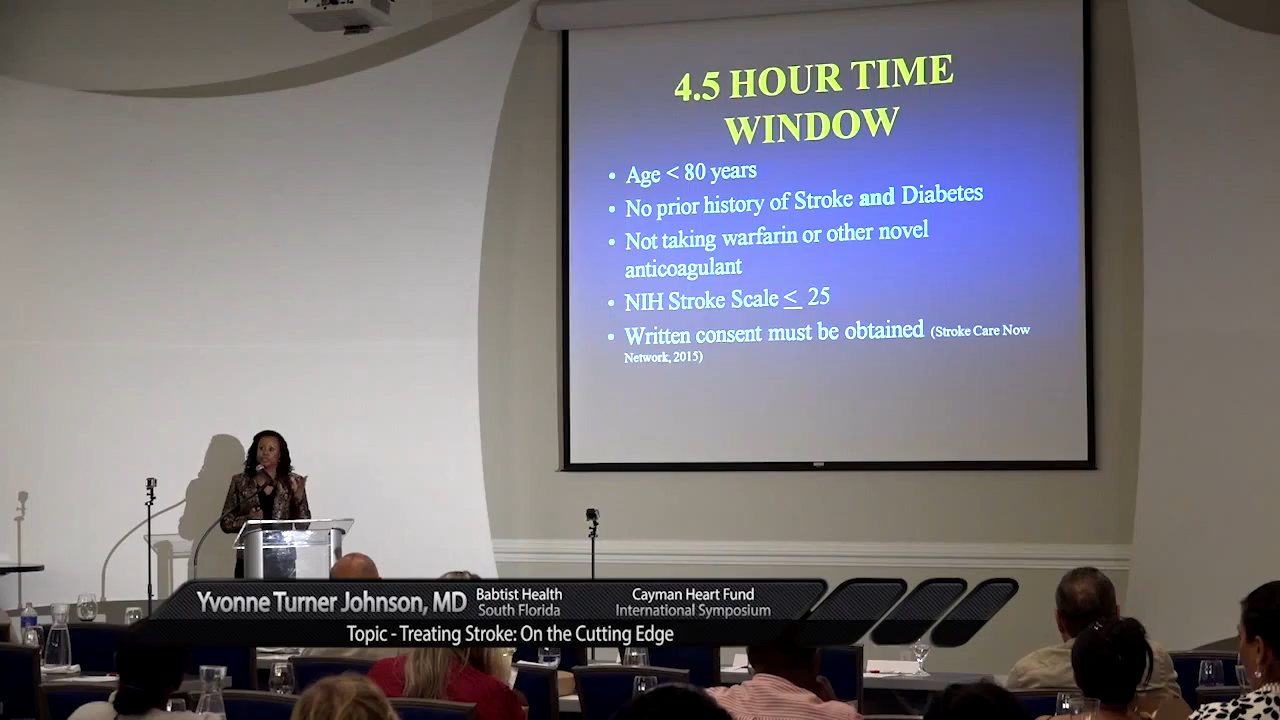 4.5 HOUR TIME
WINDOW
• Age < 80 years
• No prior history of Stroke and Diabetes
• Not taking warfarin or other novel
anticoagulant
• NIH Stroke Scale ≤ 25
• Written consent must be obtained (Stroke Care Now
Network, 2015)
Yvonne Turner Johnson, MD
Babtist Health
South Florida
Cayman Heart Fund
International Symposium
Topic - Treating Stroke: On the Cutting Edge